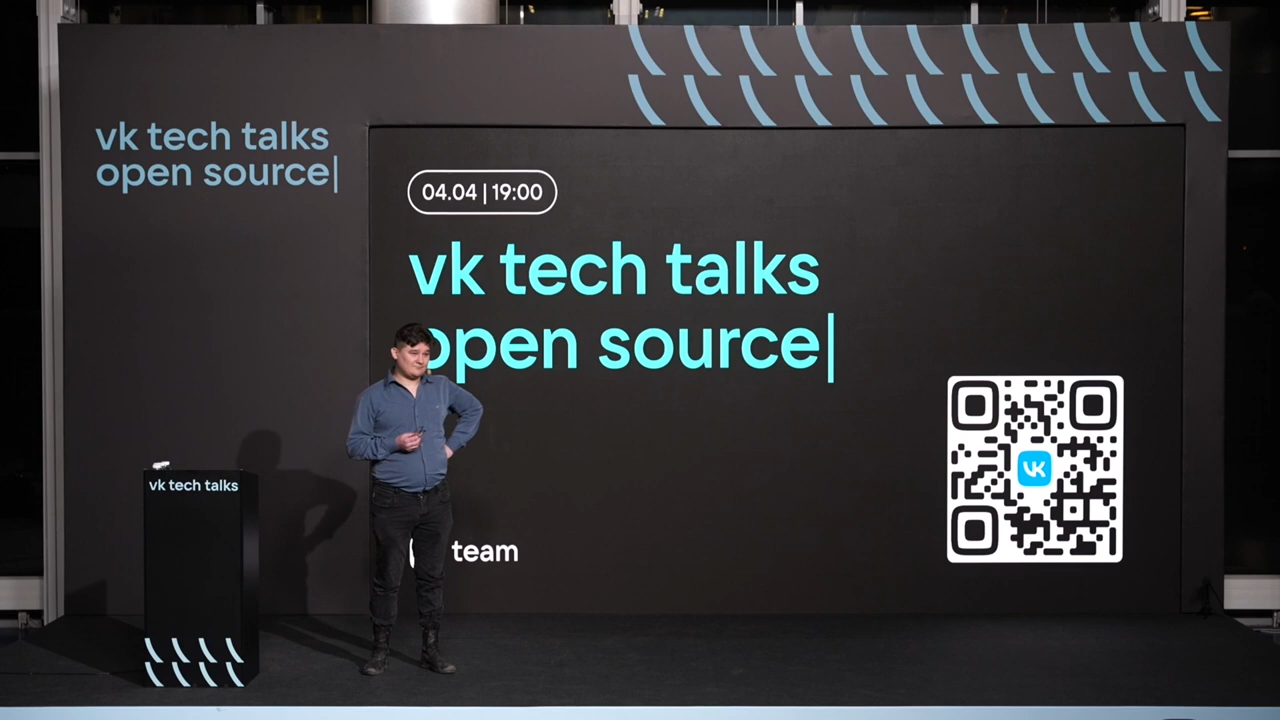 vk tech talks
open source|
04.04 | 19:00
vk tech talks
open source|
team
vk tech talks